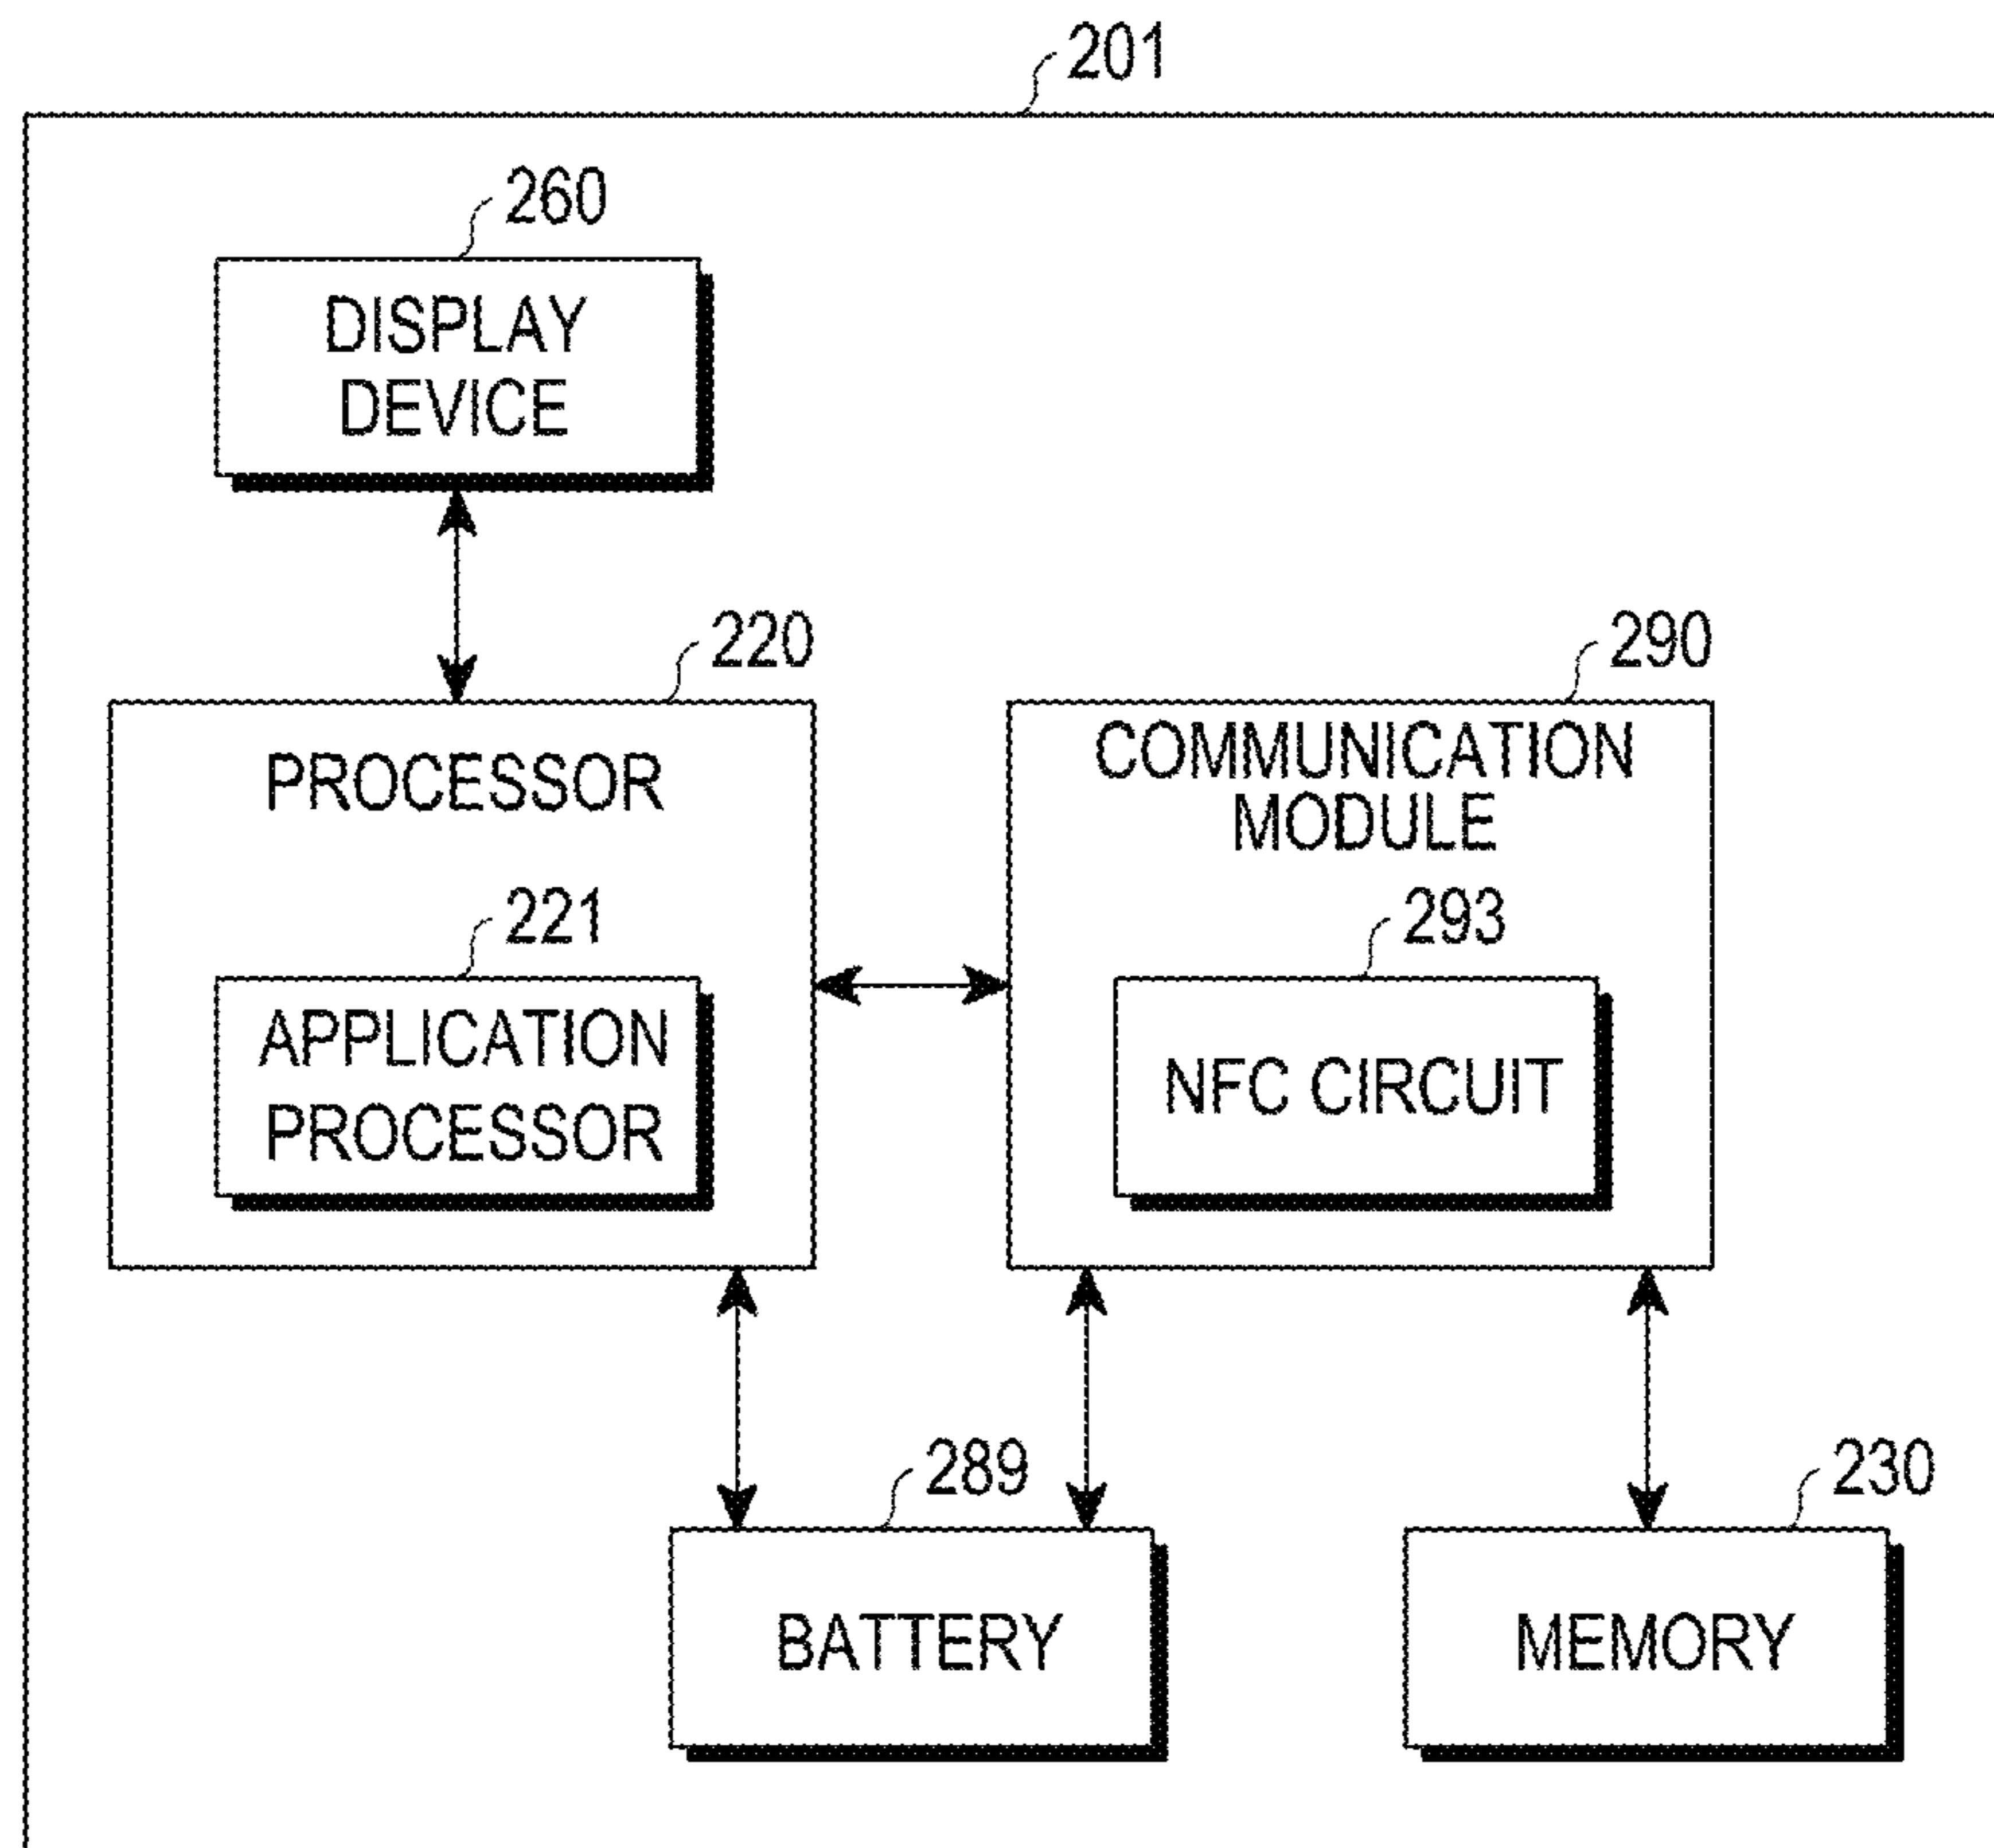 201
260
DISPLAY
DEVICE
220
290
PROCESSOR
COMMUNICATION
MODULE
221
293
APPLICATION
PROCESSOR
NFC CIRCUIT
289
230
BATTERY
MEMORY